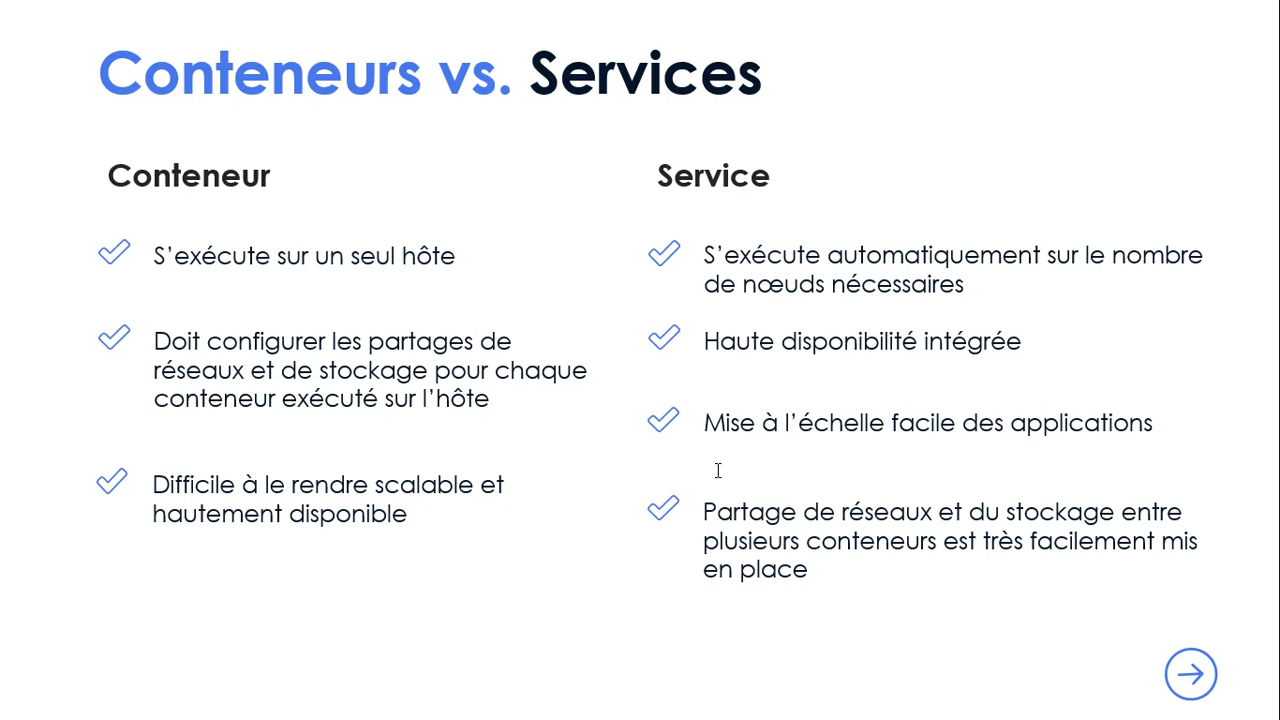 Conteneurs vs. Services
Conteneur
S’exécute sur un seul hôte
Doit configurer les partages de
réseaux et de stockage pour chaque
conteneur exécuté sur l’hôte
Difficile à le rendre scalable et
hautement disponible
Service
S’exécute automatiquement sur le nombre
de nœuds nécessaires
Haute disponibilité intégrée
Mise à l’échelle facile des applications
Partage de réseaux et du stockage entre
plusieurs conteneurs est très facilement mis
en place